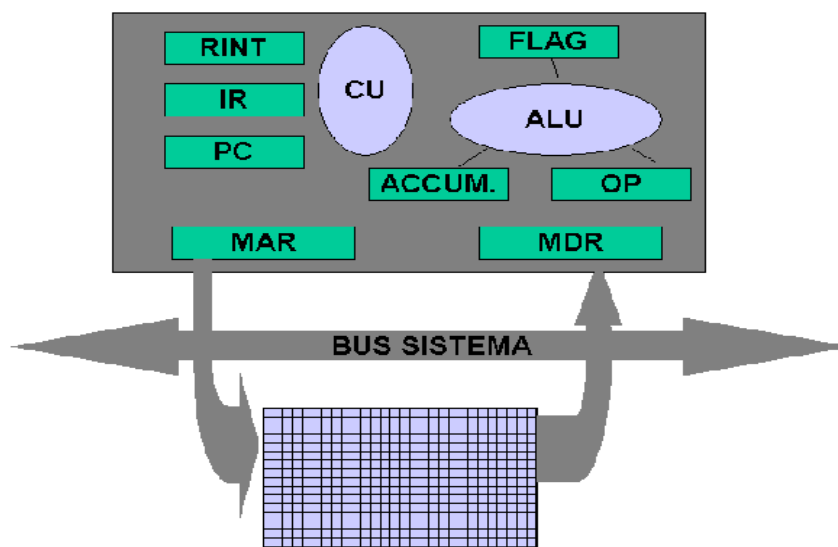 RINT
IR
PC
CU
FLAG
ALU
ACCUM.
OP
MAR
MDR
BUS SISTEMA